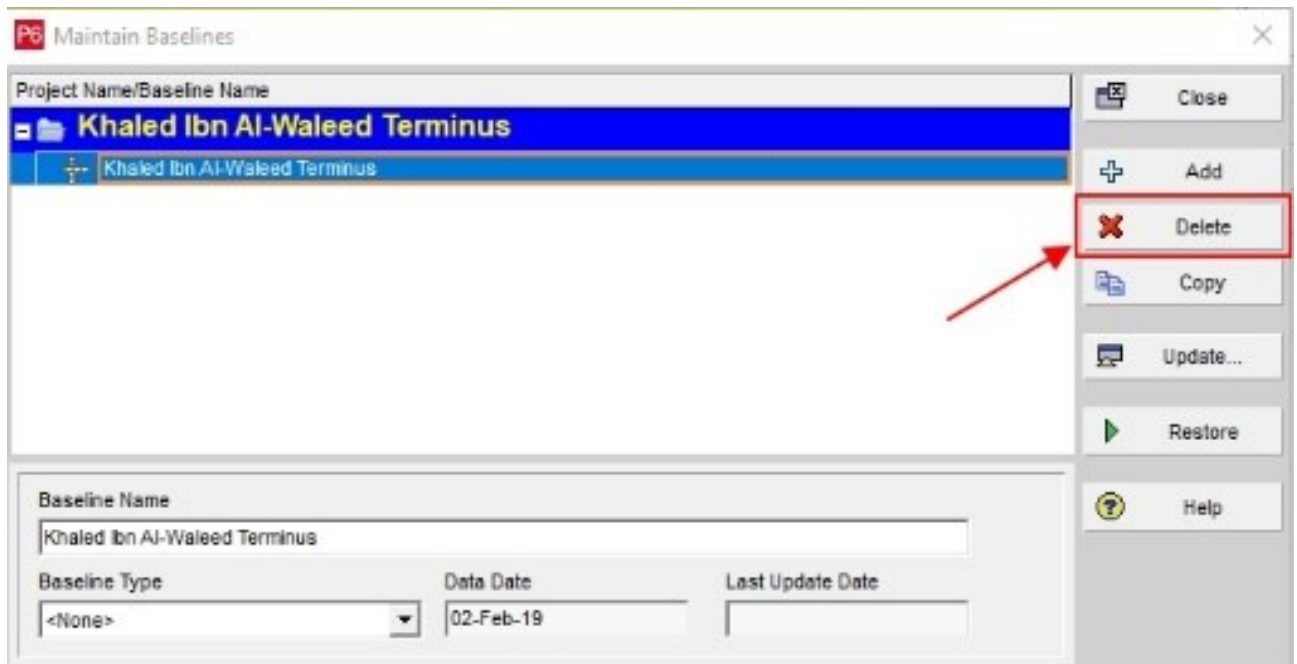 P6 Maintain Baselines
Project Name/Baseline Name
Khaled Ibn Al-Waleed Terminus
Khaled Ibn Al-Waleed Terminus
Close
Add
Delete
Copy
Update...
Restore
Help
Baseline Name
Khaled Ibn Al-Waleed Terminus
Baseline Type Data Date Last Update Date
<None> 02-Feb-19